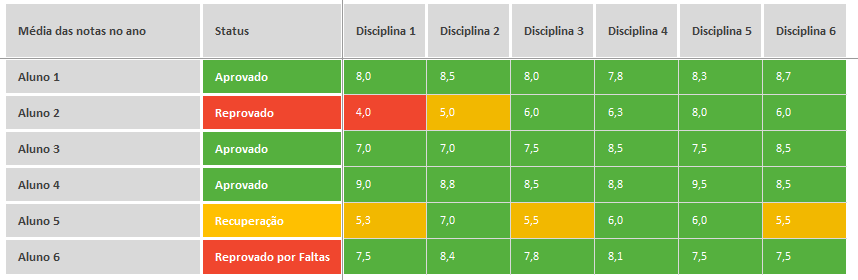 Média das notas no ano Status Disciplina 1 Disciplina 2 Disciplina 3 Disciplina 4 Disciplina 5 Disciplina 6
Aluno 1 Aprovado 8,0 8,5 8,0 7,8 8,3 8,7
Aluno 2 Reprovado 4,0 5,0 6,0 6,3 8,0 6,0
Aluno 3 Aprovado 7,0 7,0 7,5 8,5 7,5 8,5
Aluno 4 Aprovado 9,0 8,8 8,5 8,8 9,5 8,5
Aluno 5 Recuperação 5,3 7,0 5,5 6,0 6,0 5,5
Aluno 6 Reprovado por Faltas 7,5 8,4 7,8 8,1 7,5 7,5